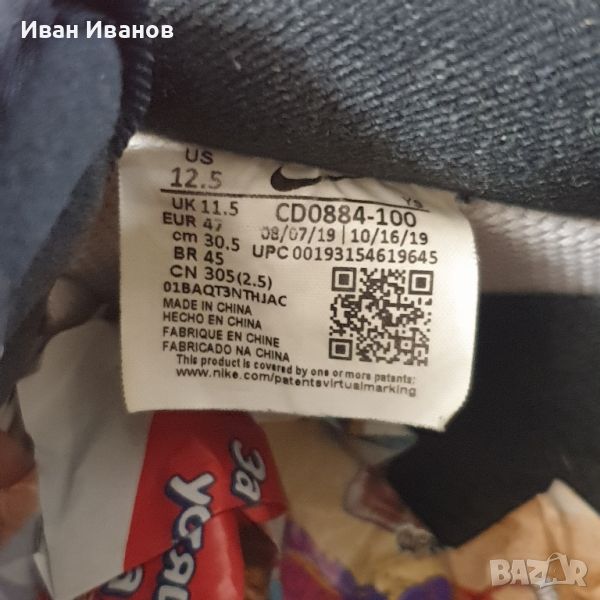 Иван Иванов
US
12.5
UK 11.5
EUR 47
cm 30.5
BR 45
CN 305(2.5)
01BAQT3NTHJAC
MADE IN CHINA
HECHO EN CHINA
FABRIQUE EN CHINE
FABRICADO NA CHINA
YS
CD0884-100
08/07/19 | 10/16/19
UPC 00193154619645
This product is covered by one or more patents:
www.nike.com/patentsvirtualmarking
За
BAZAR